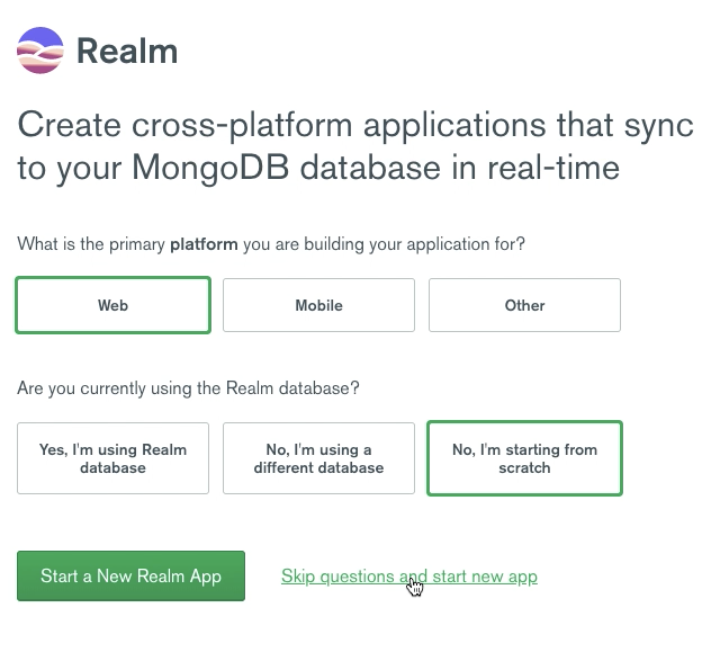 Realm
Create cross-platform applications that sync
to your MongoDB database in real-time
What is the primary platform you are building your application for?
Web
Mobile
Other
Are you currently using the Realm database?
Yes, I'm using Realm
database
No, I'm using a
different database
No, I'm starting from
scratch
Start a New Realm App
Skip questions and start new app